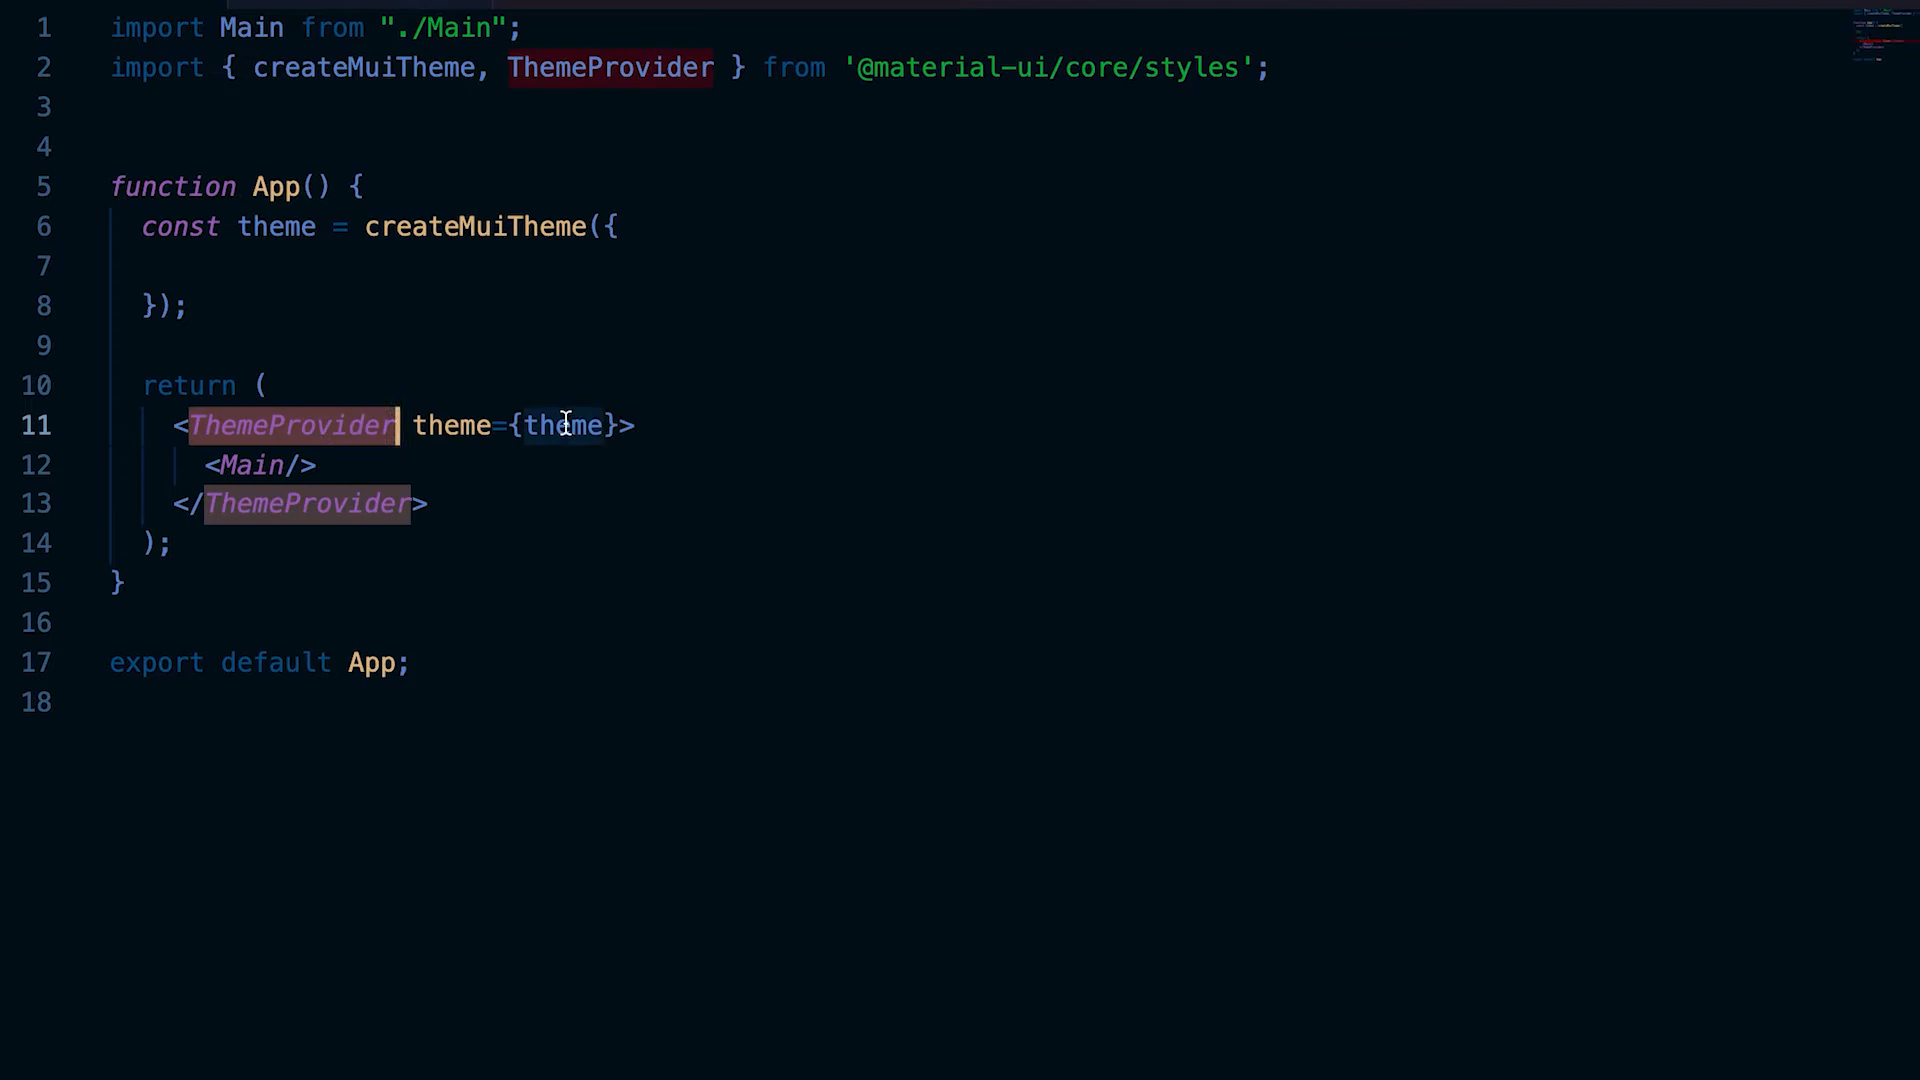 1 import Main from "./Main";
2 import { createMuiTheme, ThemeProvider } from '@material-ui/core/styles';
3
4
5 function App() {
6 const theme = createMuiTheme({
7
8 });
9
10 return (
11 <ThemeProvider theme={theme}>
12 <Main/>
13 </ThemeProvider>
14 );
15 }
16
17 export default App;
18